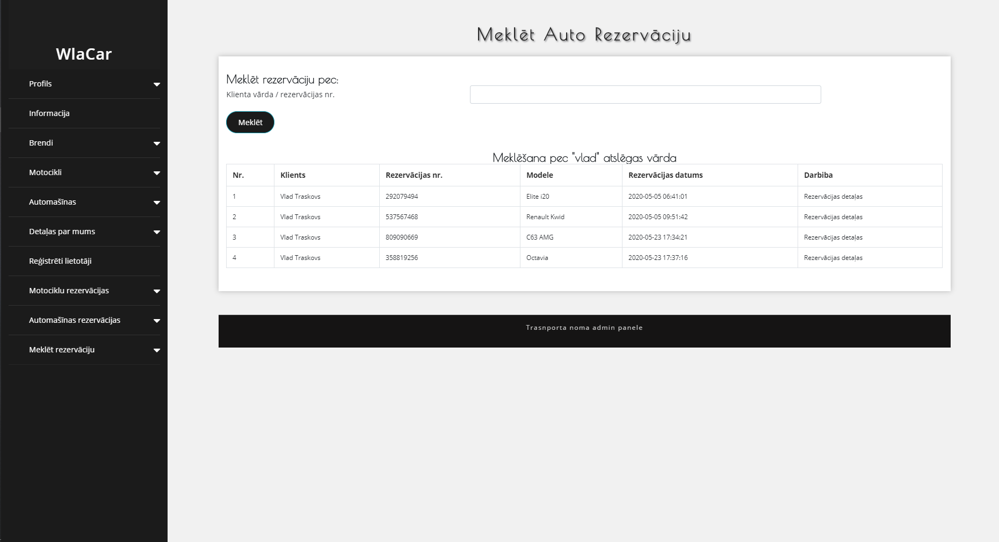 WlaCar
Profils
Informacija
Brendi
Motocikli
Automašīnas
Detaļas par mums
Reģistrēti lietotāji
Motociklu rezervācijas
Automašīnas rezervācijas
Meklēt rezervāciju
Meklēt Auto Rezervāciju
Meklēt rezervāciju pec:
Klienta vārda / rezervācijas nr.
Meklēt
Meklēšana pec "vlad" atslēgas vārda
Nr. Klients Rezervācijas nr. Modele Rezervācijas datums Darbiba
1 Vlad Traskovs 292079494 Elite i20 2020-05-05 06:41:01 Rezervācijas detaļas
2 Vlad Traskovs 537567468 Renault Kwid 2020-05-05 09:51:42 Rezervācijas detaļas
3 Vlad Traskovs 809090669 C63 AMG 2020-05-23 17:34:21 Rezervācijas detaļas
4 Vlad Traskovs 358819256 Octavia 2020-05-23 17:37:16 Rezervācijas detaļas
Trasnporta noma admin panele